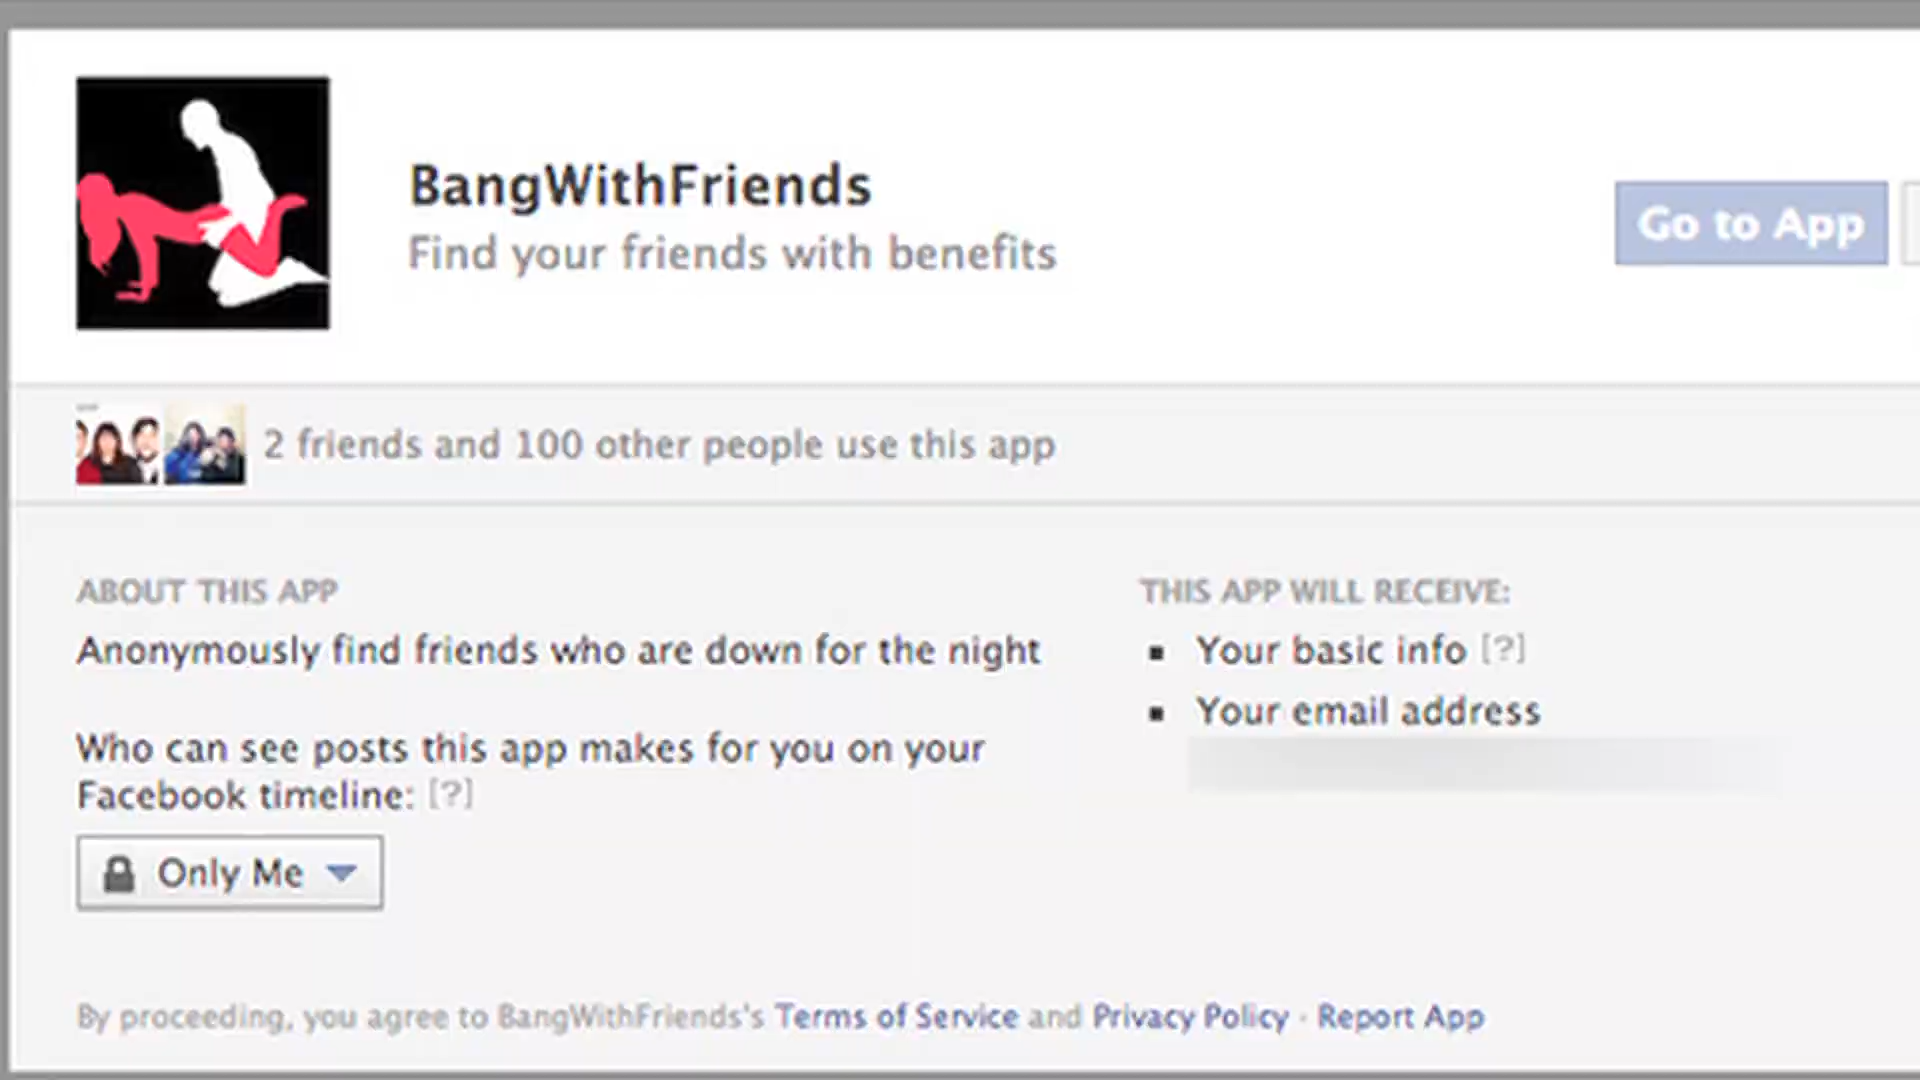 BangWithFriends
Find your friends with benefits
Go to App
2 friends and 100 other people use this app
ABOUT THIS APP
Anonymously find friends who are down for the night
Who can see posts this app makes for you on your
Facebook timeline: [?]
Only Me
THIS APP WILL RECEIVE:
Your basic info [?]
Your email address
By proceeding, you agree to BangWithFriends's Terms of Service and Privacy Policy · Report App